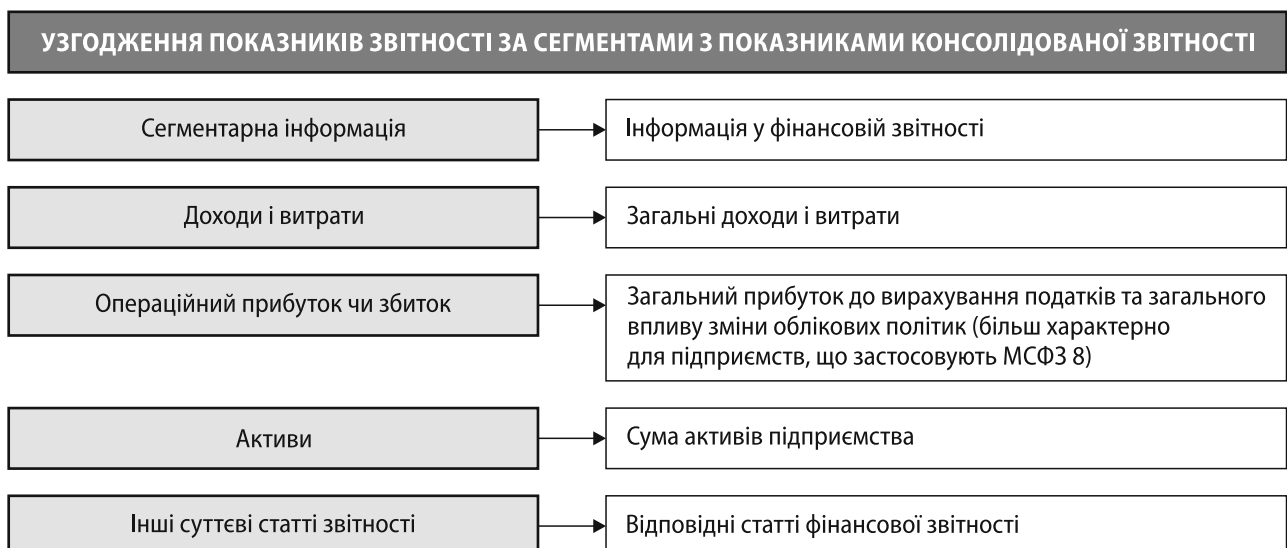 УЗГОДЖЕННЯ ПОКАЗНИКІВ ЗВІТНОСТІ ЗА СЕГМЕНТАМИ З ПОКАЗНИКАМИ КОНСОЛІДОВАНОЇ ЗВІТНОСТІ
Сегментарна інформація
Інформація у фінансовій звітності
Доходи і витрати
Загальні доходи і витрати
Операційний прибуток чи збиток
Загальний прибуток до вирахування податків та загального
впливу зміни облікових політик (більш характерно
для підприємств, що застосовують МСФЗ 8)
Активи
Сума активів підприємства
Інші суттєві статті звітності
Відповідні статті фінансової звітності